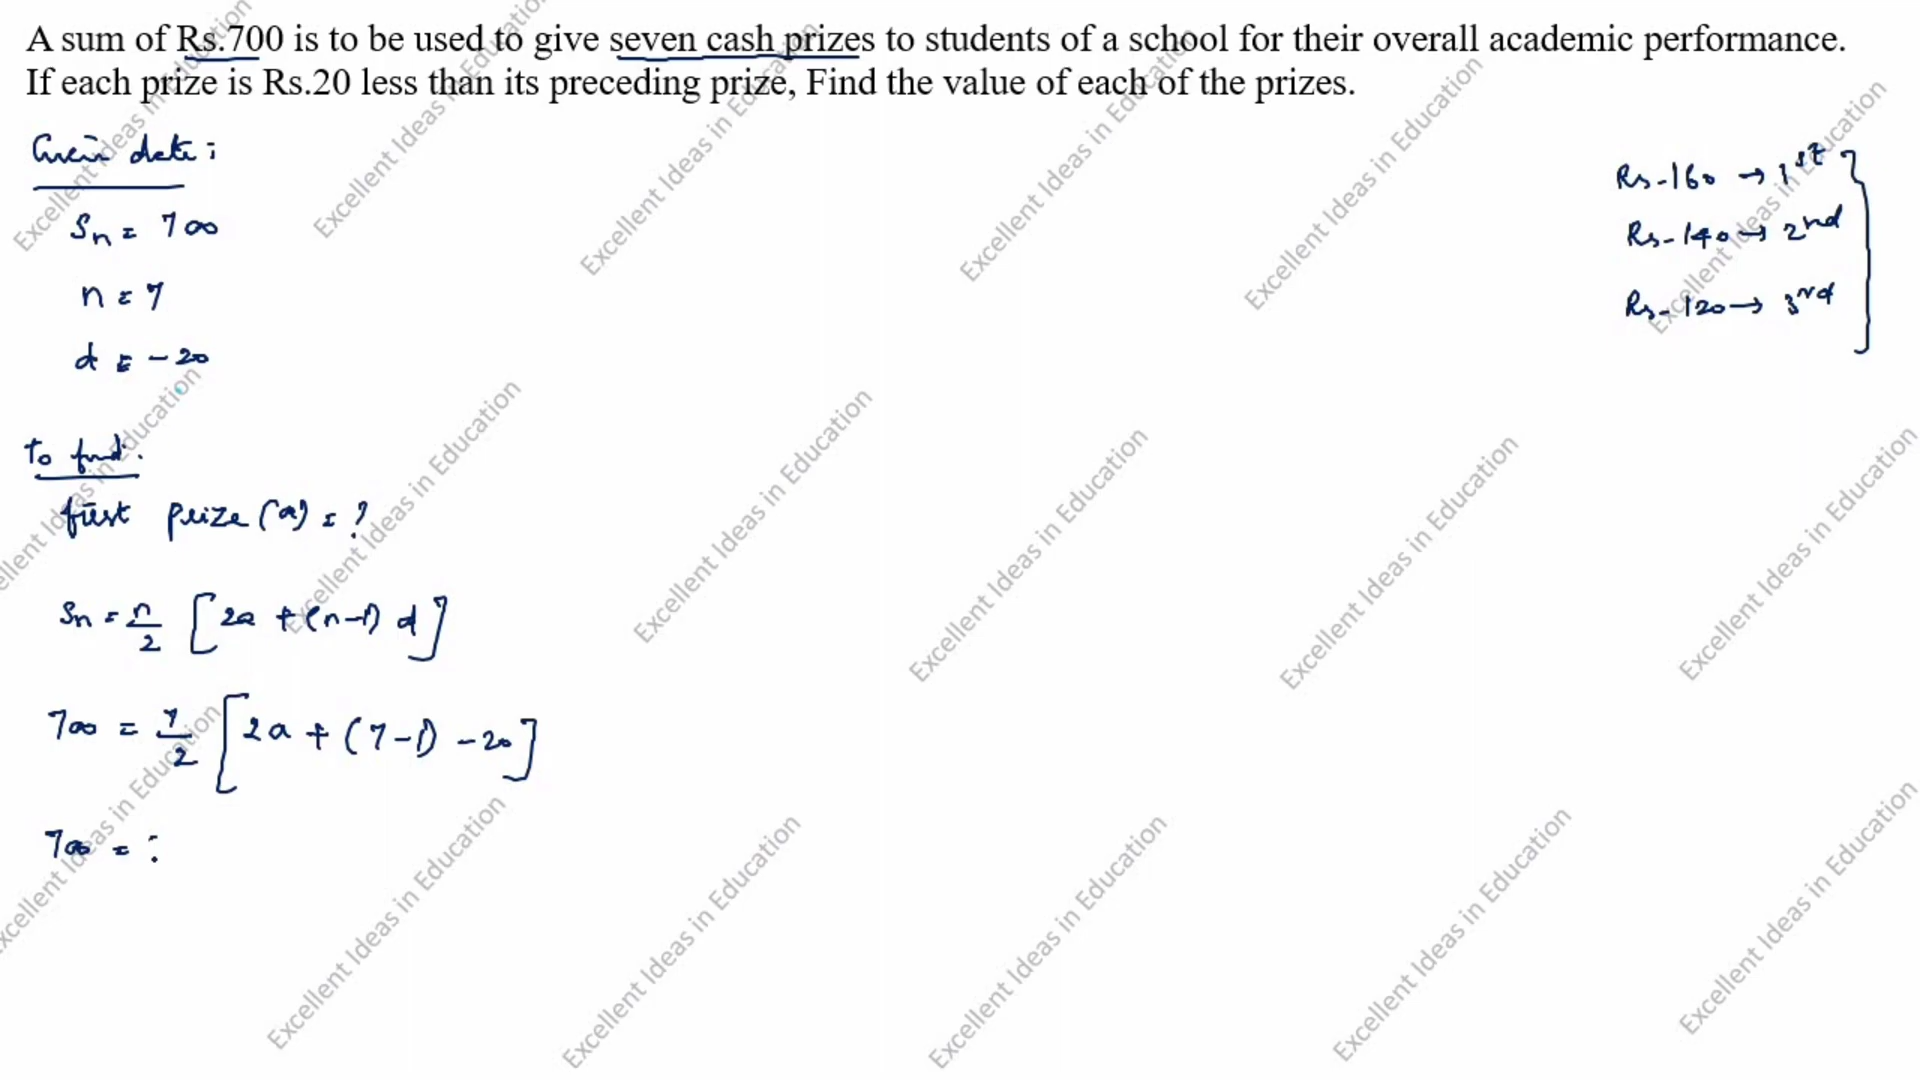 A sum of Rs.700 is to be used to give seven cash prizes to students of a school for their overall academic performance.
If each prize is Rs.20 less than its preceding prize, Find the value of each of the prizes.
Given data:
Sn = 700
n = 7
d = -20
To find:
first prize (a) = ?
Sn = n/2 [2a + (n-1) d]
700 = 7/2 [2a + (7-1) -20]
700 = :
Rs-160 → 1st
Rs-140 → 2nd
Rs-120 → 3rd
Excellent Ideas in Education